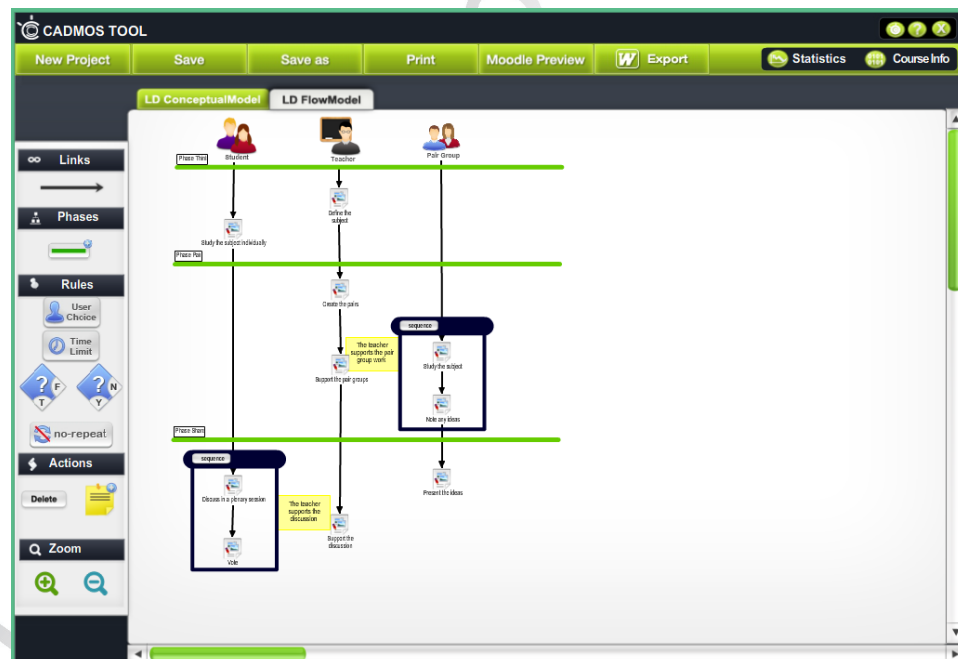 CADMOS TOOL
New Project Save Save as Print Moodle Preview W Export Statistics Course Info
LD ConceptualModel LD FlowModel
Links
Phases
Rules
User
Choice
Time
Limit
? F T
? N Y
no-repeat
Actions
Delete
Zoom
Student Teacher Pair Group
Phase Think
Define the
subject
Study the subject individually
Phase Pair
Create the pairs
sequence
The teacher
supports the pair
group work
Study the subject
Support the pair groups
Note any ideas
Phase Share
sequence
Discuss in a plenary session
Present the ideas
The teacher
supports the
discussion
Support the
discussion
Vote